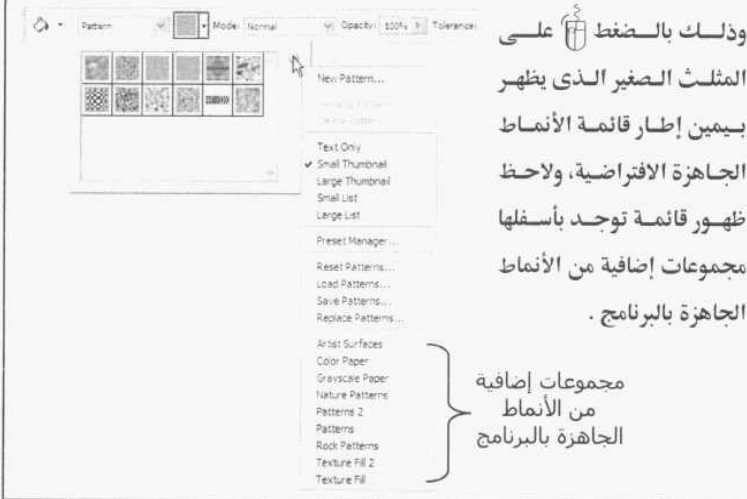 Pattern Mode: Normal Opacity: 100% Tolerance:
وذلك بالضغط على
المثلث الصغير الذى يظهر
بيمين إطار قائمة الأنماط
الجاهزة الافتراضية، ولاحظ
ظهور قائمة توجد بأسفلها
مجموعات إضافية من الأنماط
الجاهزة بالبرنامج .
New Pattern...
Text Only
Small Thumbnail
Large Thumbnail
Small List
Large List
Preset Manager...
Reset Patterns...
Load Patterns...
Save Patterns...
Replace Patterns...
Artist Surfaces
Color Paper
Grayscale Paper
Nature Patterns
Patterns 2
Patterns
Rock Patterns
Texture Fill 2
Texture Fill
مجموعات إضافية
من الأنماط
الجاهزة بالبرنامج